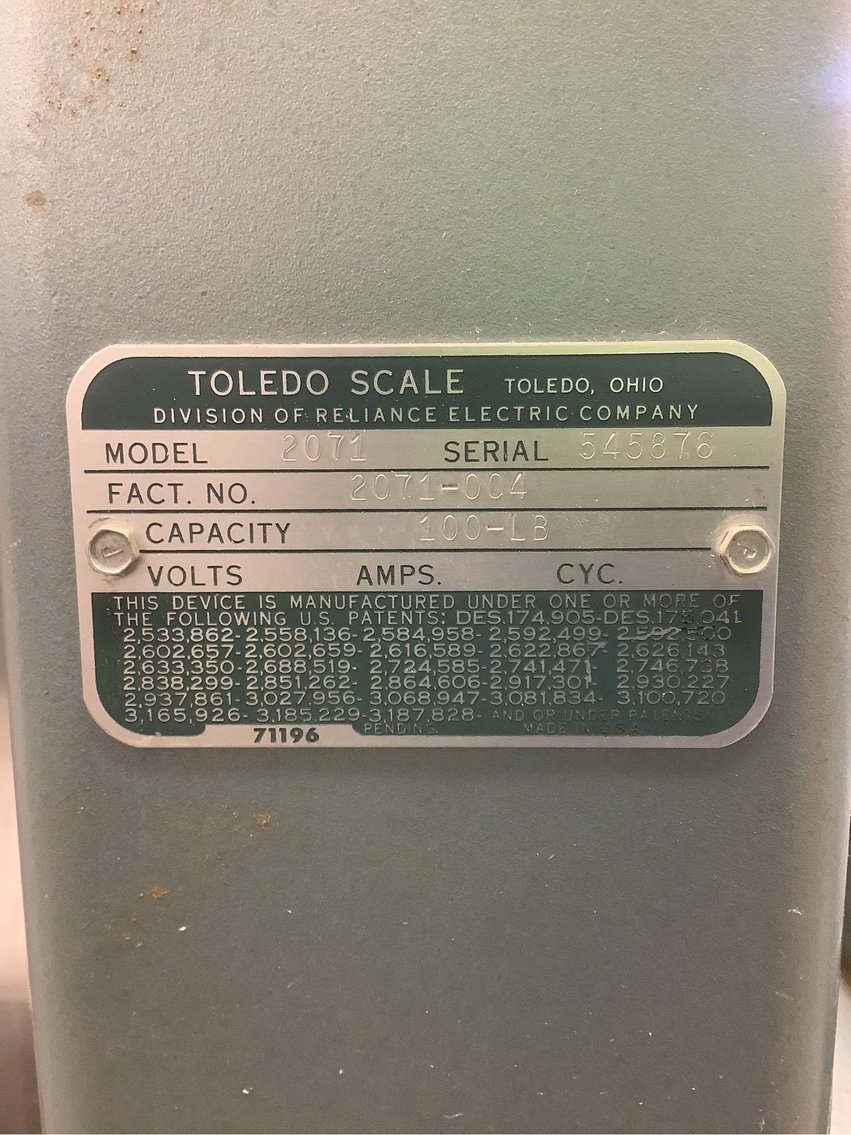 TOLEDO SCALE TOLEDO, OHIO
DIVISION OF RELIANCE ELECTRIC COMPANY
MODEL 2071 SERIAL 545876
FACT. NO. 2071-004
CAPACITY 100-LB
VOLTS AMPS. CYC.
THIS DEVICE IS MANUFACTURED UNDER ONE OR MORE OF
THE FOLLOWING U.S. PATENTS: DES.174,905-DES.175,041
2,533,862-2,558,136-2,584,958-2,592,499-
2,602,657-2,602,659-2,616,589-2,622,867-2,626,143
2,633,350-2,688,519-2,724,585-2,741,471-2,746,738
2,838,299-2,851,262-2,864,606-2,917,301-2,930,227
2,937,861-3,027,956-3,068,947-3,081,834-3,100,720
3,165,926-3,185,229-3,187,828-AND OR UNDER PATENTS
71196 PENDING. MADE IN U.S.A.